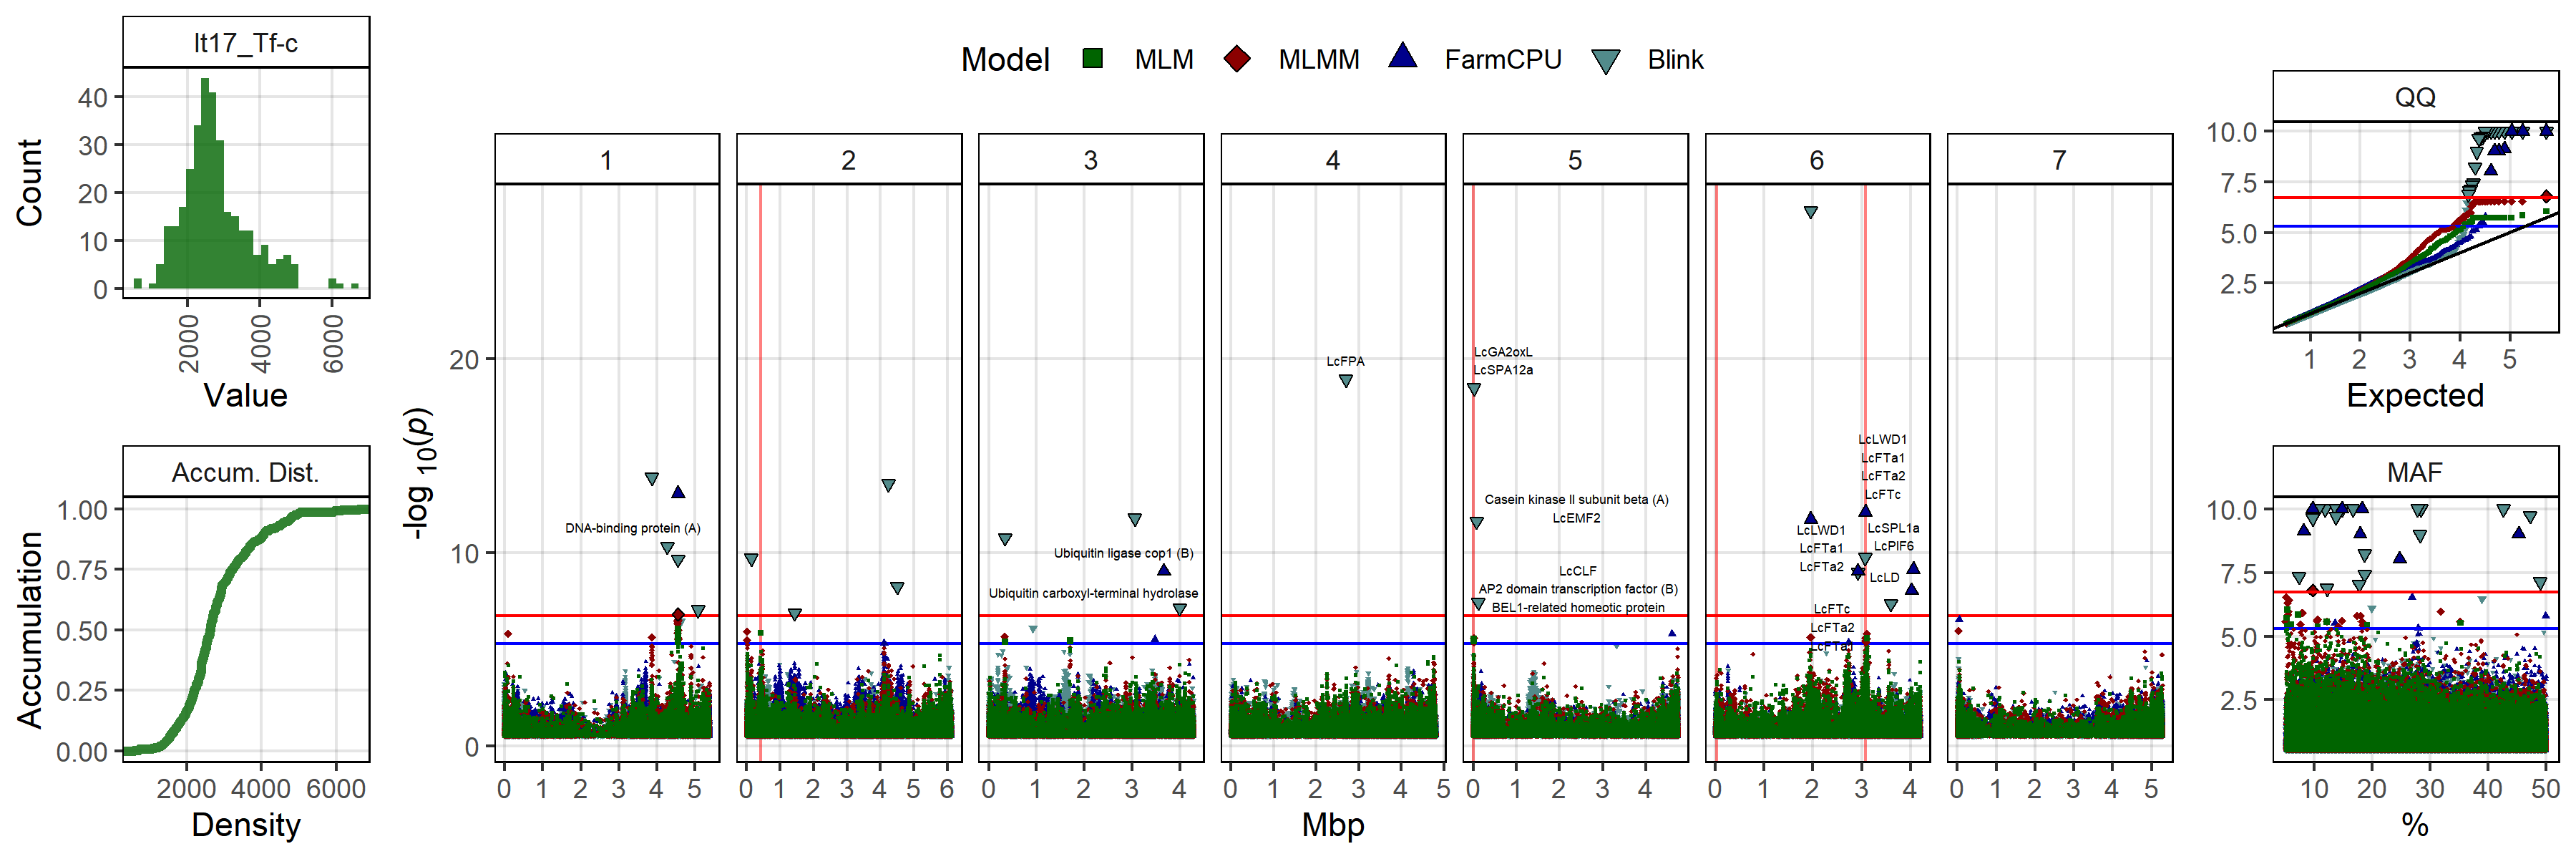 It17_Tf-c
Count
40
30
20
10
0
2000
4000
6000
Value
Accum. Dist.
Accumulation
1.00
0.75
0.50
0.25
0.00
2000 4000 6000
Density
Model MLM MLMM FarmCPU Blink
-log 10(p)
20
10
0
1
DNA-binding protein (A)
0 1 2 3 4 5
2
0 1 2 3 4 5 6
3
Ubiquitin ligase cop1 (B)
Ubiquitin carboxyl-terminal hydrolase
0 1 2 3 4
4
LcFPA
0 1 2 3 4 5
5
LcGA2oxL
LcSPA12a
Casein kinase II subunit beta (A)
LcEMF2
LcCLF
AP2 domain transcription factor (B)
BEL1-related homeotic protein
0 1 2 3 4
6
LcLWD1
LcFTa1
LcFTa2
LcFTc
LcLWD1
LcFTa1
LcFTa2
LcSPL1a
LcPIF6
LcLD
LcFTc
LcFTa2
LcFTa1
0 1 2 3 4
7
0 1 2 3 4 5
Mbp
QQ
10.0
7.5
5.0
2.5
1 2 3 4 5
Expected
MAF
10.0
7.5
5.0
2.5
10 20 30 40 50
%